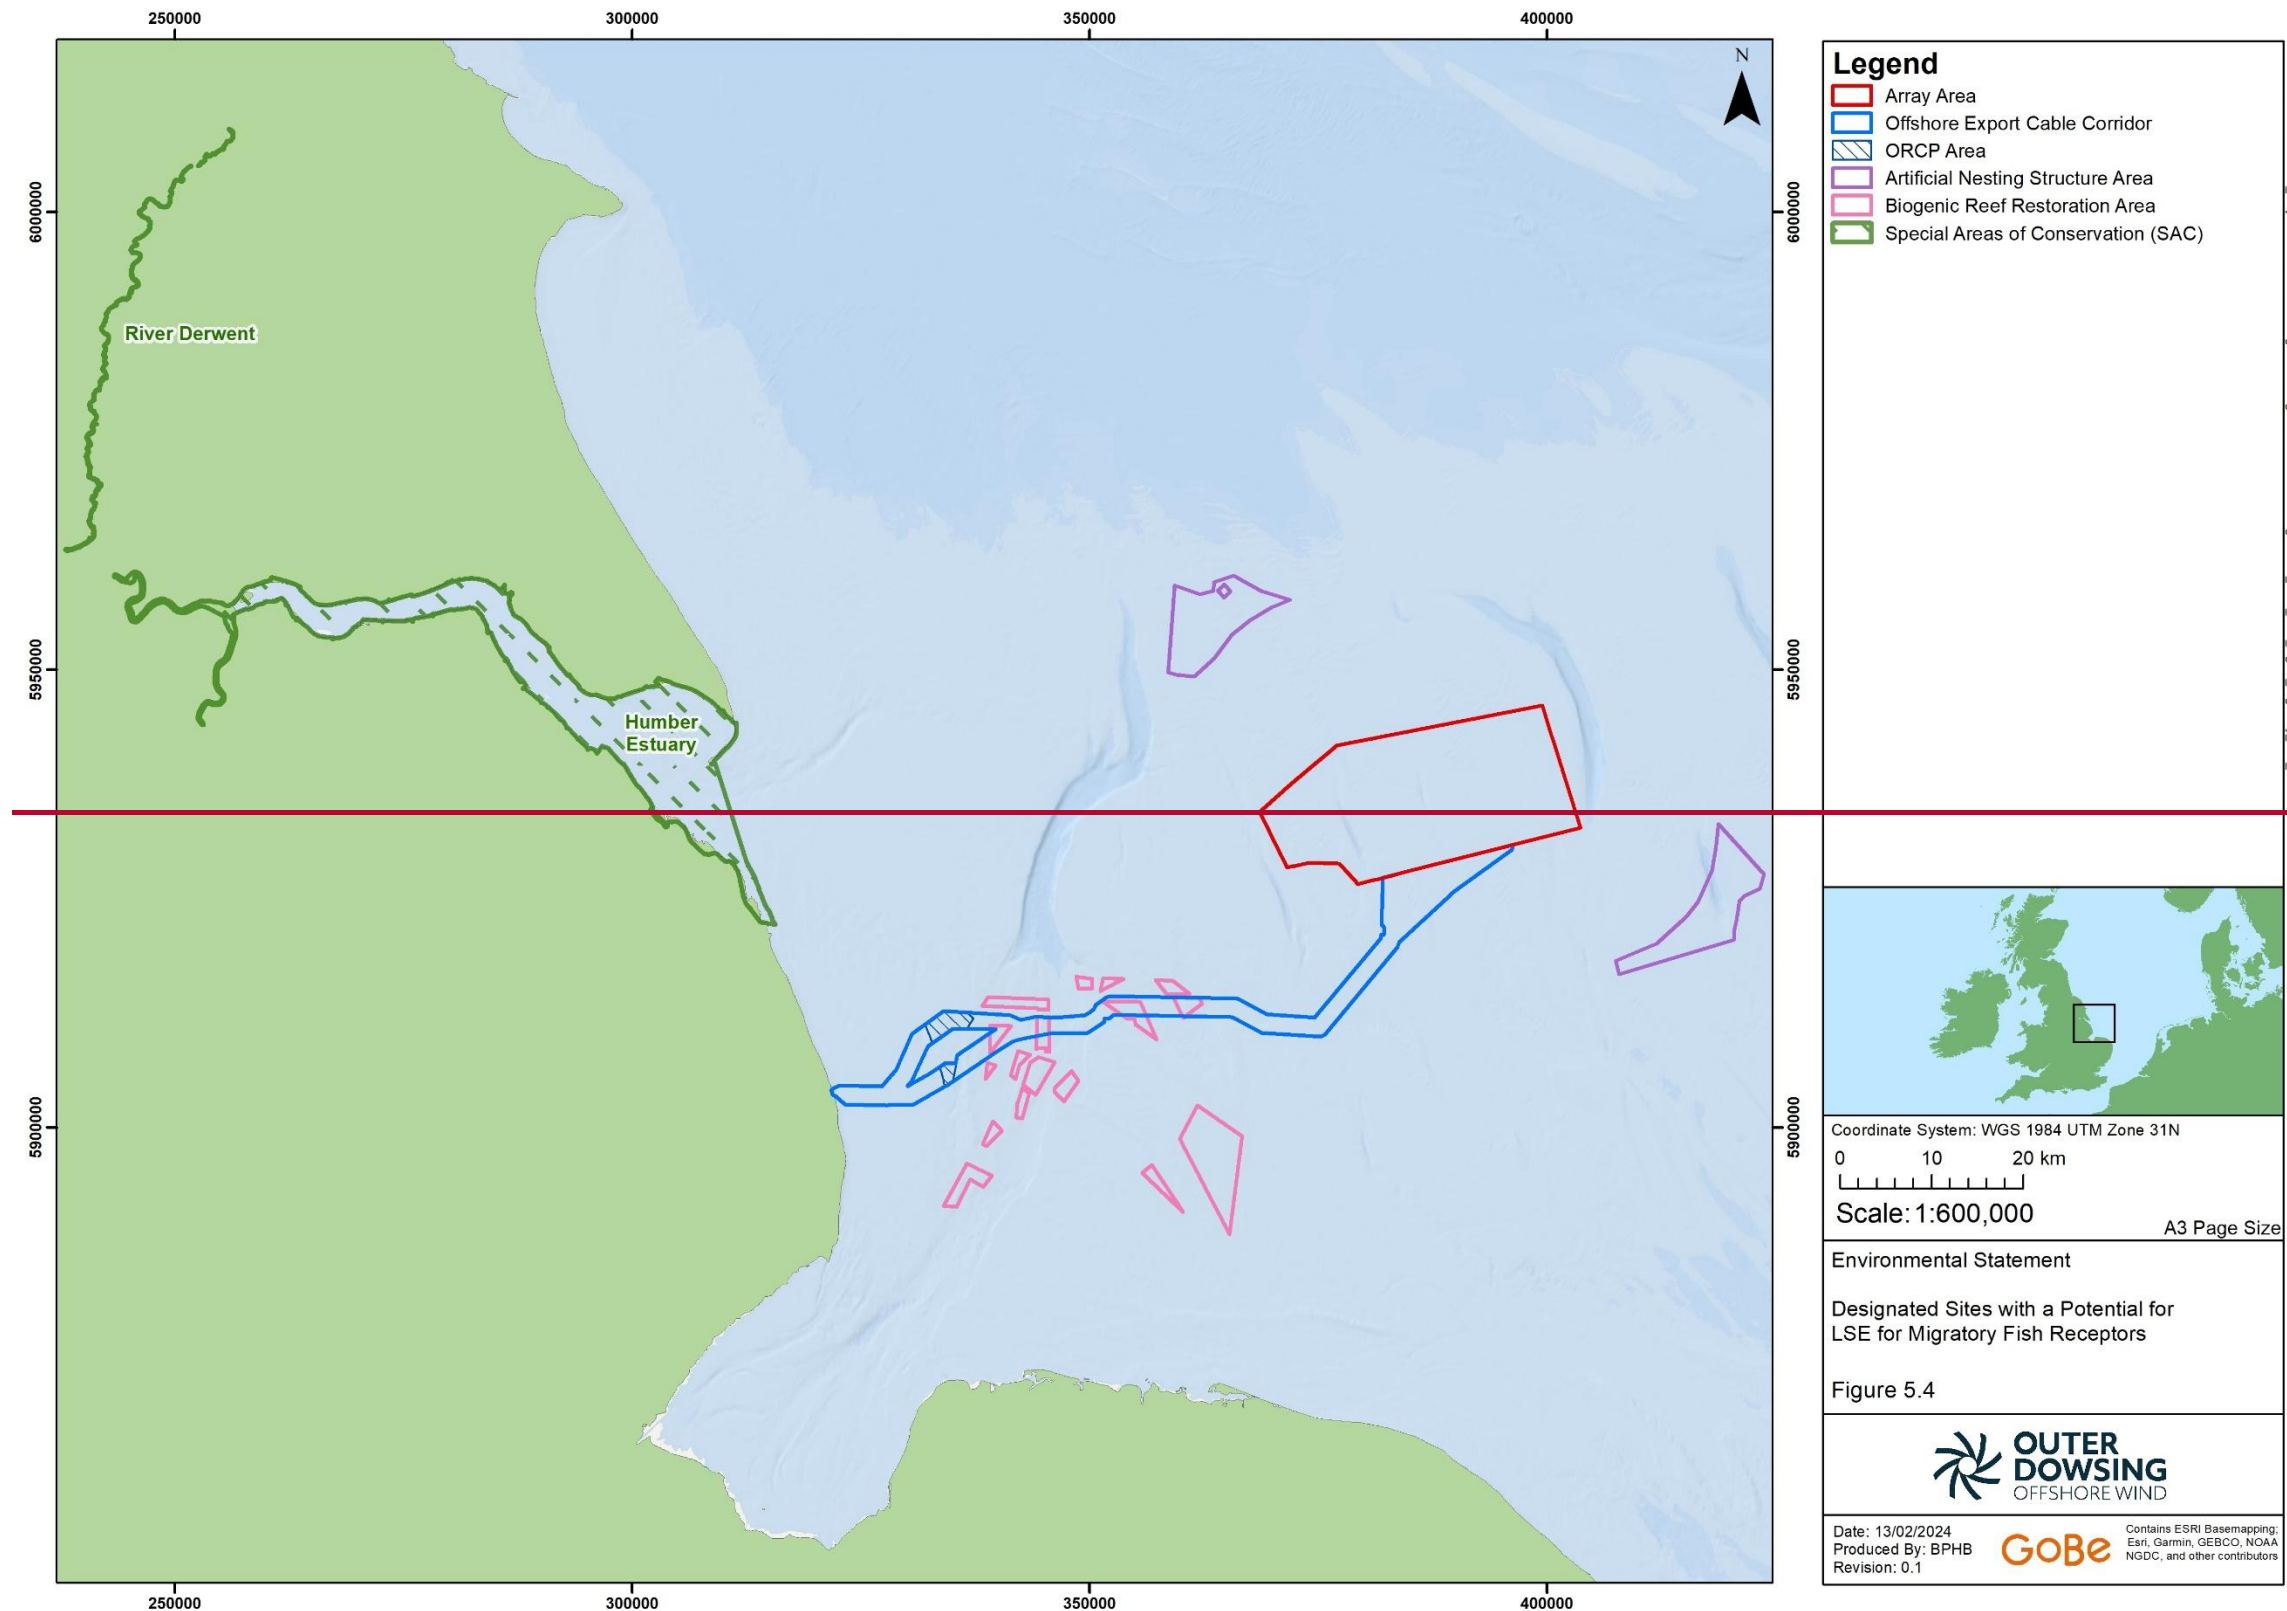 250000
300000
350000
400000
6000000
5950000
5900000
6000000
5950000
5900000
250000
300000
350000
400000
N
River Derwent
Humber
Estuary
Legend
Array Area
Offshore Export Cable Corridor
ORCP Area
Artificial Nesting Structure Area
Biogenic Reef Restoration Area
Special Areas of Conservation (SAC)
Coordinate System: WGS 1984 UTM Zone 31N
0 10 20 km
Scale: 1:600,000
A3 Page Size
Environmental Statement
Designated Sites with a Potential for
LSE for Migratory Fish Receptors
Figure 5.4
OUTER
DOWSING
OFFSHORE WIND
Date: 13/02/2024
Produced By: BPHB
Revision: 0.1
GoBe
Contains ESRI Basemapping;
Esri, Garmin, GEBCO, NOAA
NGDC, and other contributors